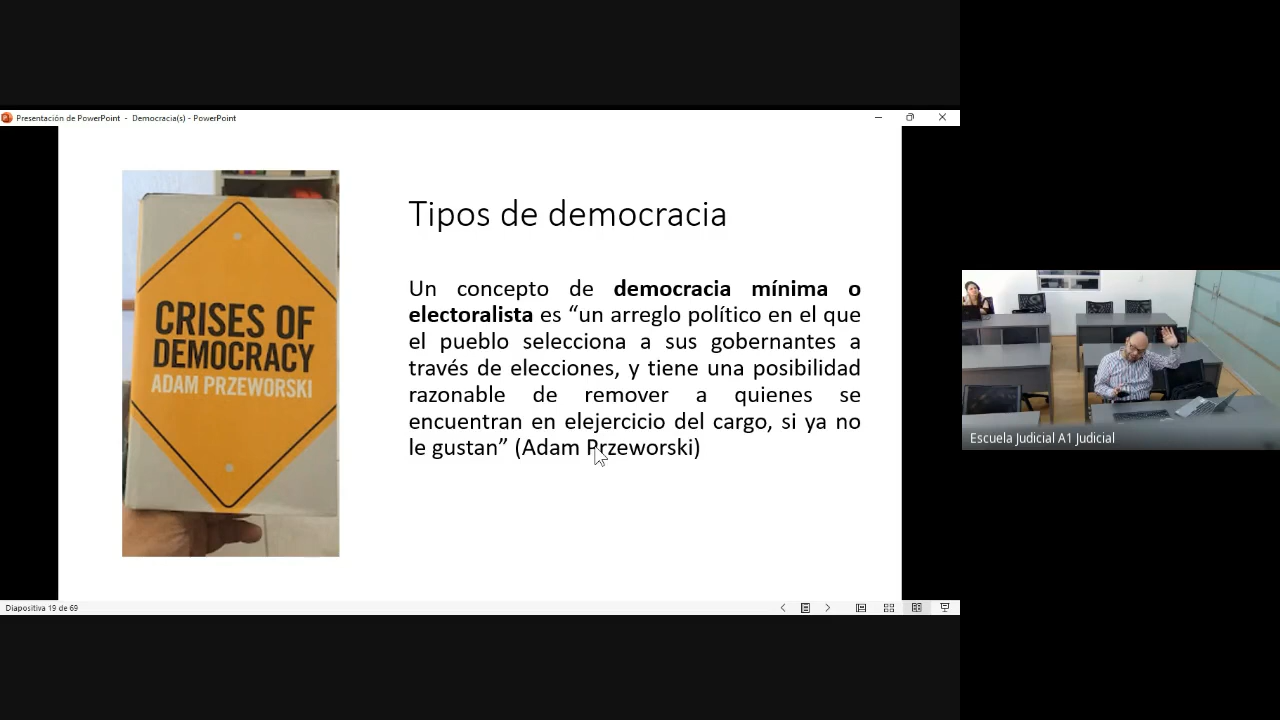 Presentación de PowerPoint - Democracia(s) - PowerPoint
CRISES OF
DEMOCRACY
ADAM PRZEWORSKI
Tipos de democracia
Un concepto de democracia mínima o
electoralista es “un arreglo político en el que
el pueblo selecciona a sus gobernantes a
través de elecciones, y tiene una posibilidad
razonable de remover a quienes se
encuentran en elejercicio del cargo, si ya no
le gustan” (Adam Przeworski)
Diapositiva 19 de 69
Escuela Judicial A1 Judicial